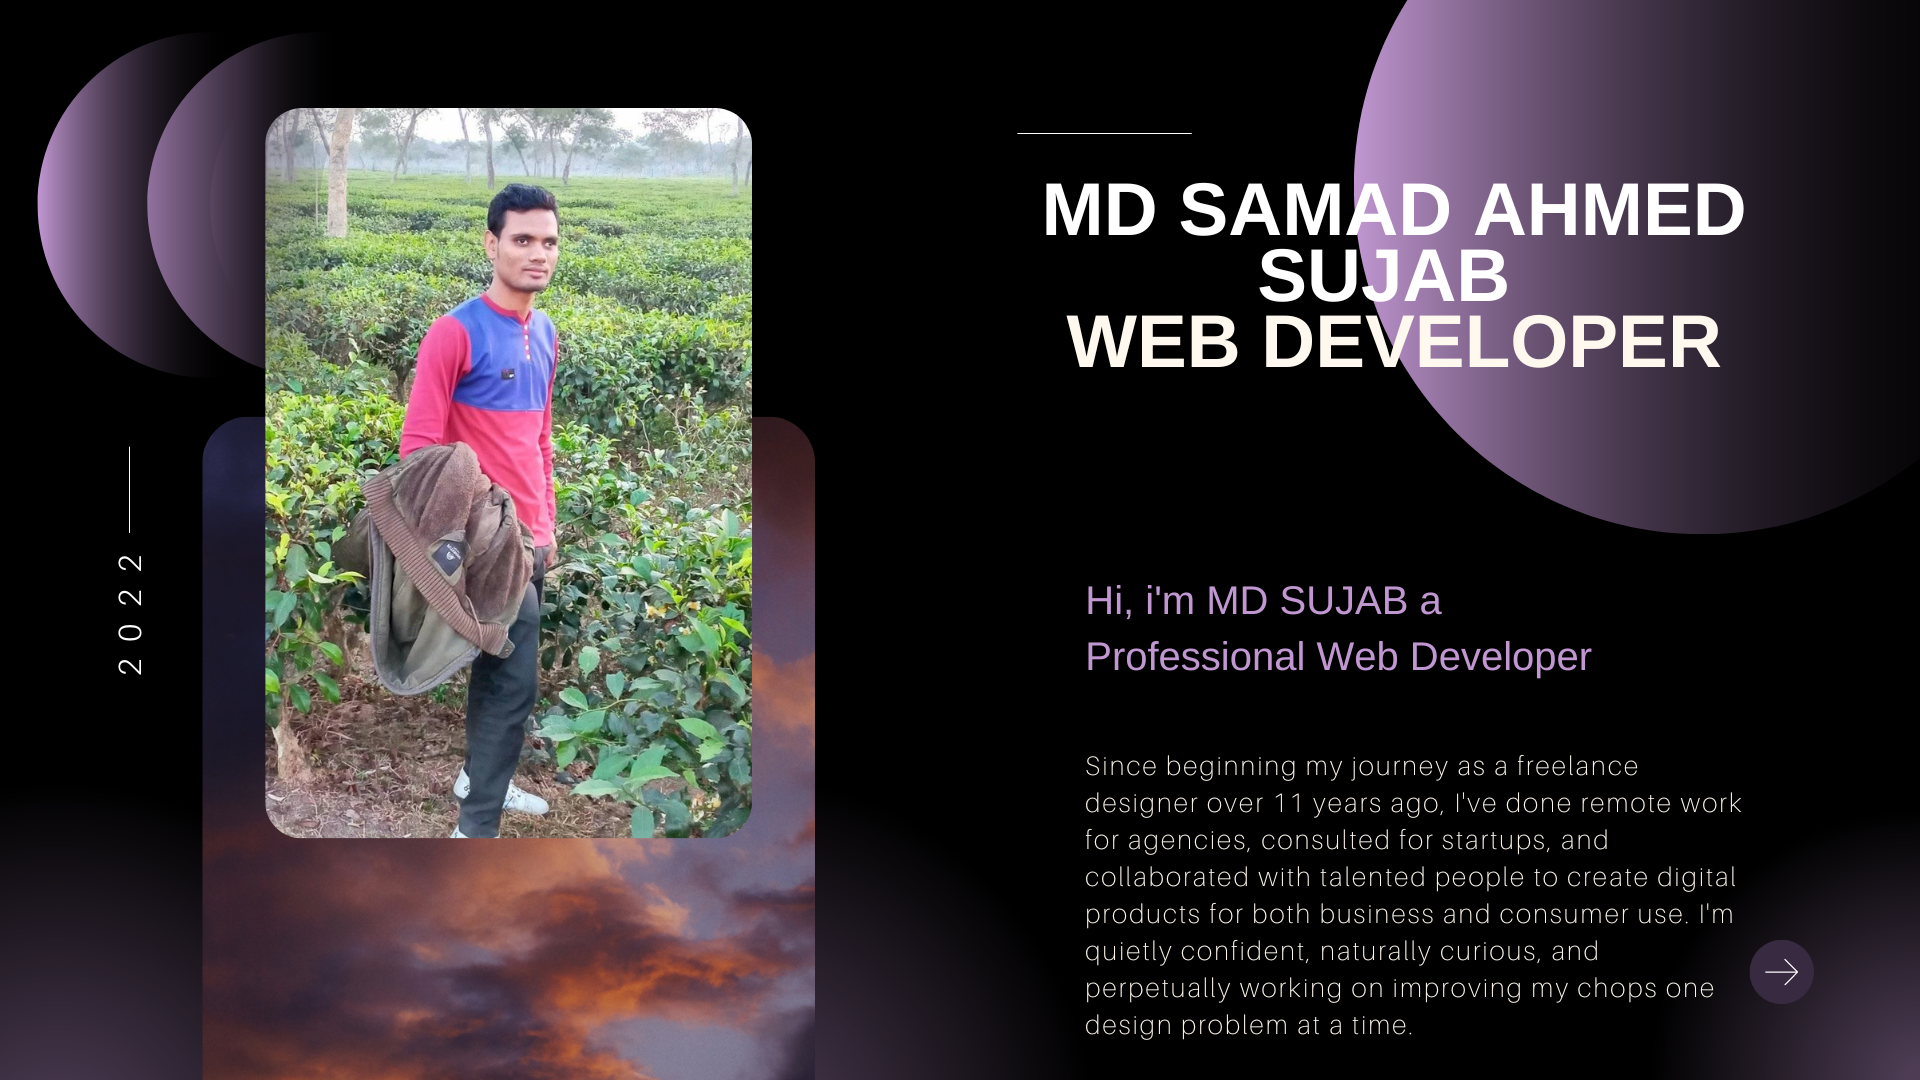 MD SAMAD AHMED
SUJAB
WEB DEVELOPER
2022
Hi, i'm MD SUJAB a
Professional Web Developer
Since beginning my journey as a freelance
designer over 11 years ago, I've done remote work
for agencies, consulted for startups, and
collaborated with talented people to create digital
products for both business and consumer use. I'm
quietly confident, naturally curious, and
perpetually working on improving my chops one
design problem at a time.